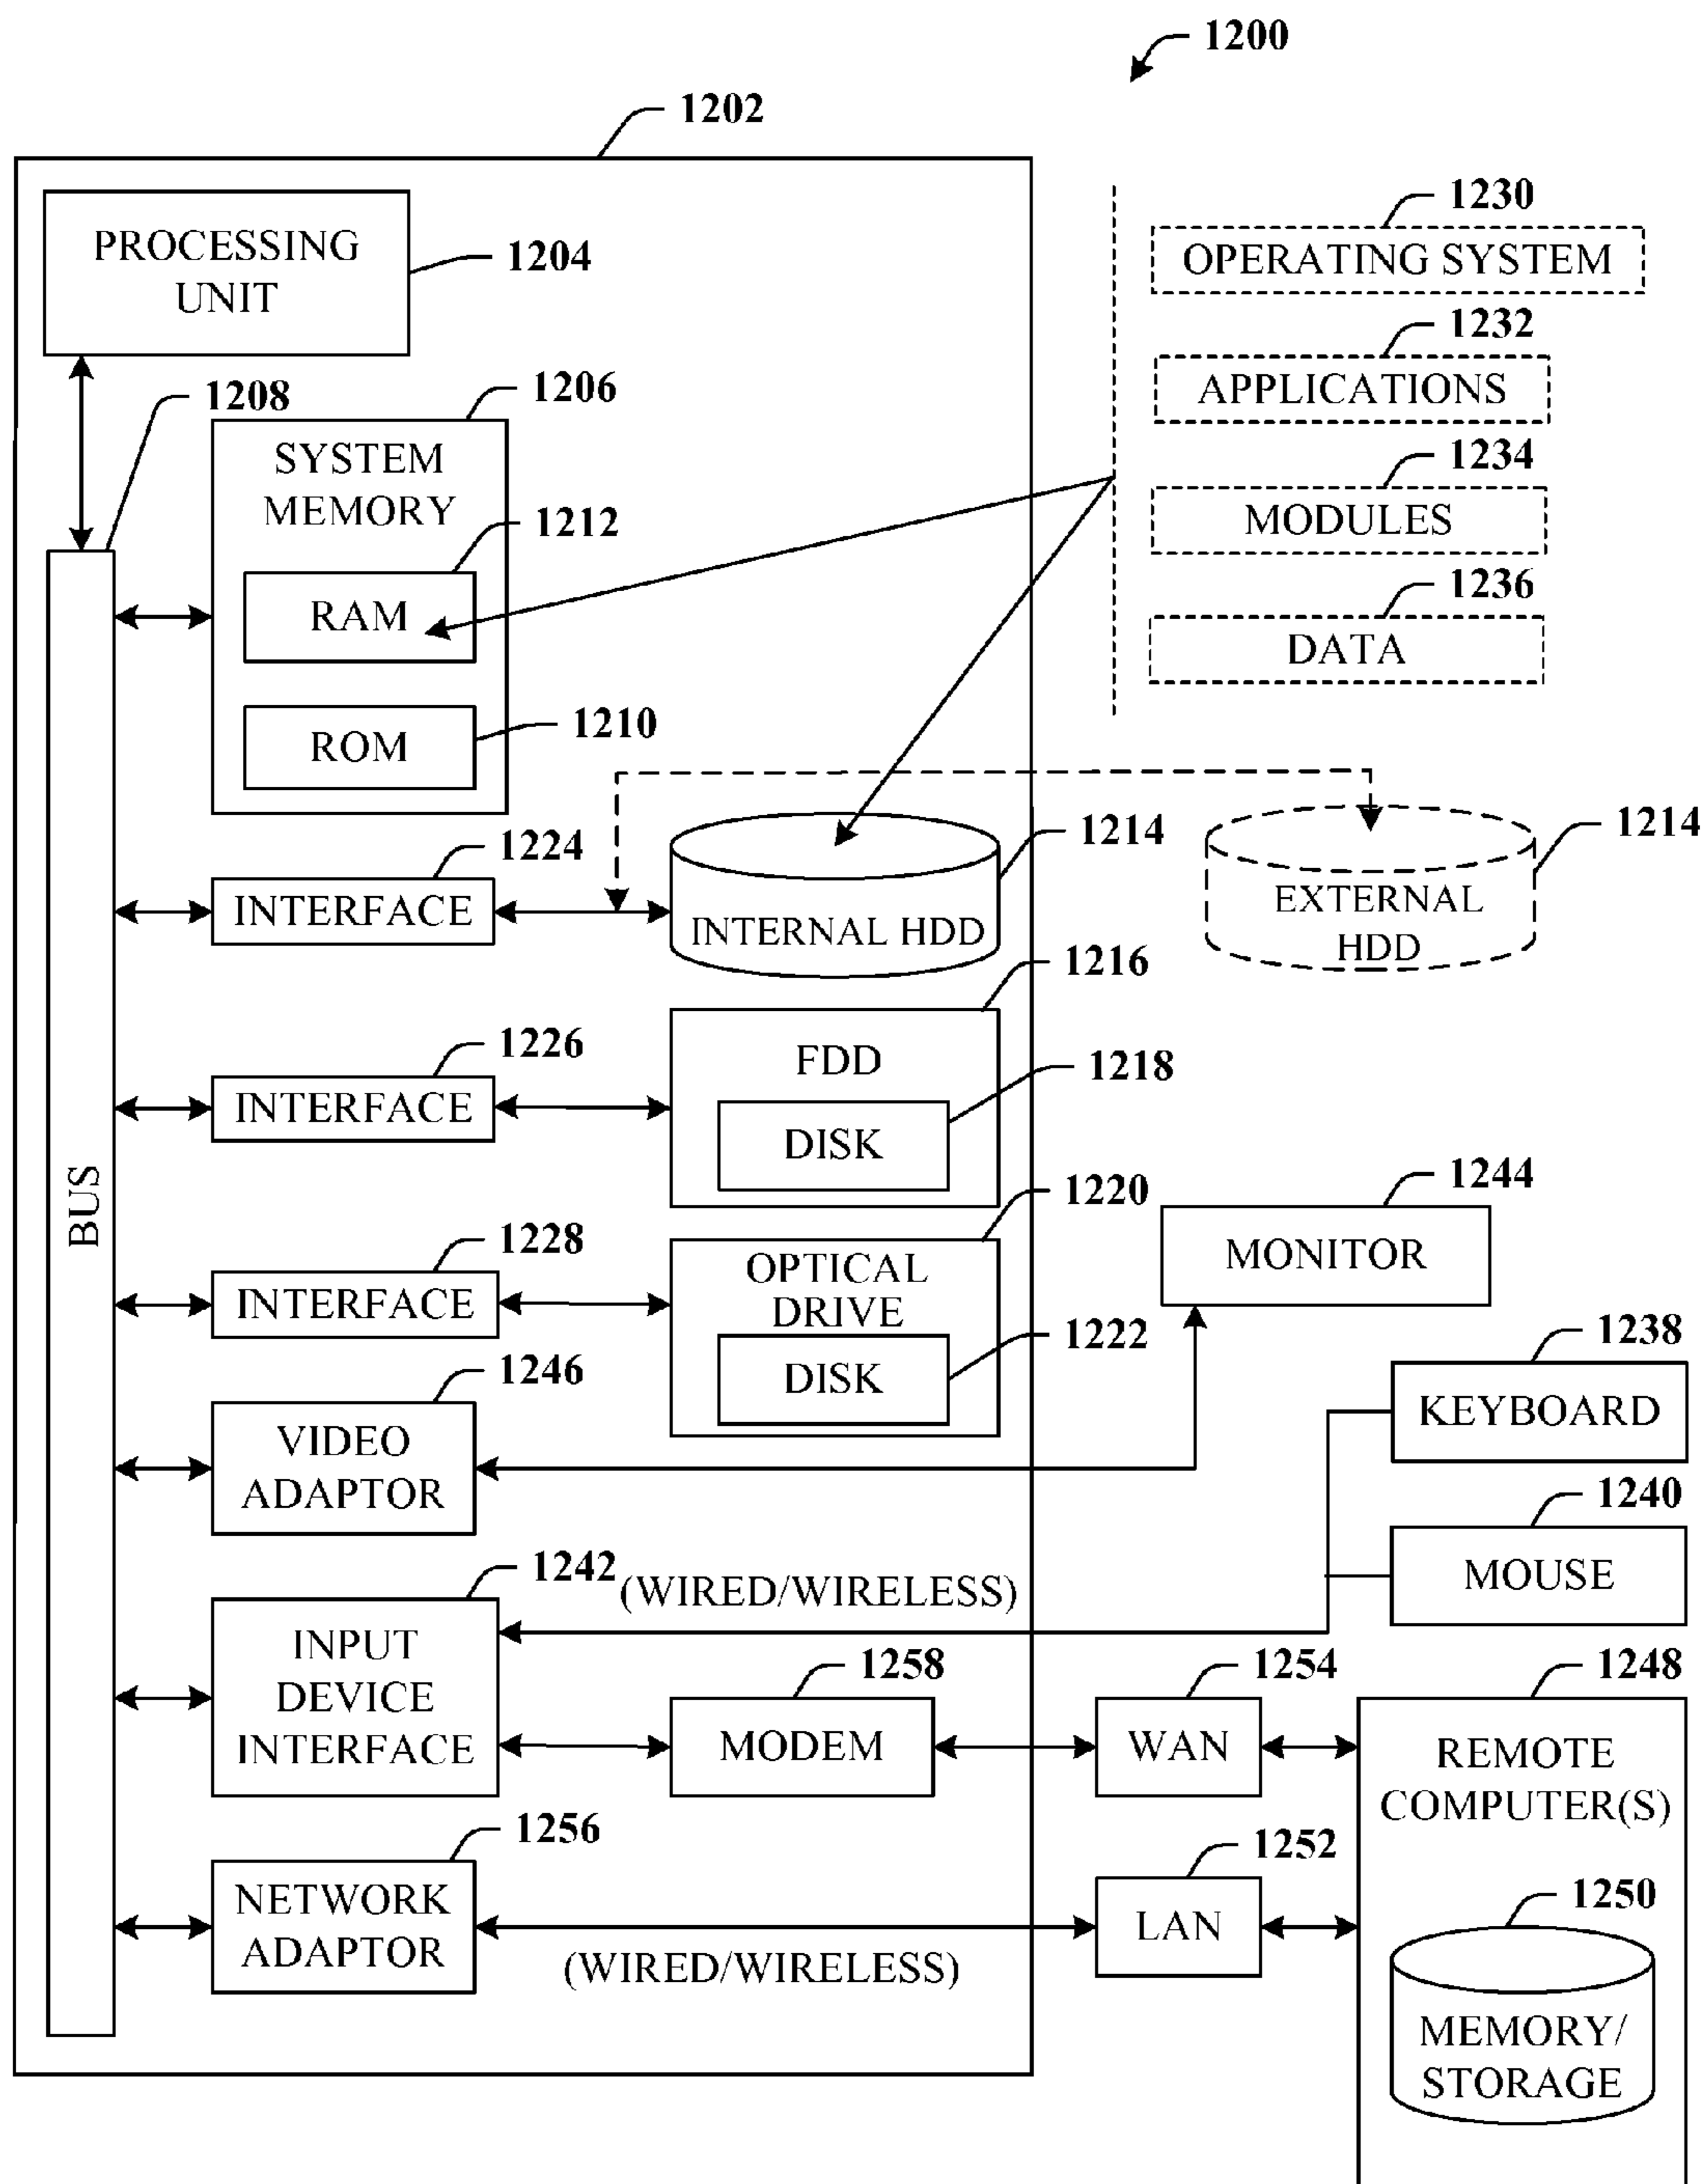 1200
1202
PROCESSING
UNIT
1204
1230
OPERATING SYSTEM
1232
APPLICATIONS
1234
MODULES
1236
DATA
1208
1206
SYSTEM
MEMORY
1212
RAM
1210
ROM
1224
INTERFACE
1214
INTERNAL HDD
1214
EXTERNAL
HDD
1216
FDD
1226
INTERFACE
1218
DISK
BUS
1220
OPTICAL
DRIVE
1228
INTERFACE
1222
DISK
1244
MONITOR
1238
KEYBOARD
1246
VIDEO
ADAPTOR
1240
MOUSE
1242
(WIRED/WIRELESS)
INPUT
DEVICE
INTERFACE
1258
MODEM
1254
WAN
1248
REMOTE
COMPUTER(S)
1256
NETWORK
ADAPTOR
(WIRED/WIRELESS)
1252
LAN
1250
MEMORY/
STORAGE